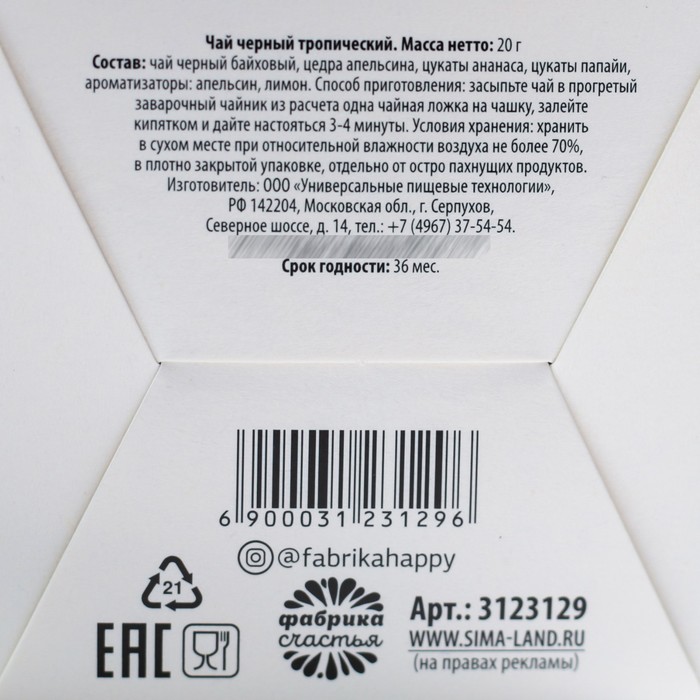 Чай черный тропический. Масса нетто: 20 г
Состав: чай черный байховый, цедра апельсина, цукаты ананаса, цукаты папайи,
ароматизаторы: апельсин, лимон. Способ приготовления: засыпьте чай в прогретый
заварочный чайник из расчета одна чайная ложка на чашку, залейте
кипятком и дайте настояться 3-4 минуты. Условия хранения: хранить
в сухом месте при относительной влажности воздуха не более 70%,
в плотно закрытой упаковке, отдельно от остро пахнущих продуктов.
Изготовитель: ООО «Универсальные пищевые технологии»,
РФ 142204, Московская обл., г. Серпухов,
Северное шоссе, д. 14, тел.: +7 (4967) 37-54-54.
Срок годности: 36 мес.
6 900031 231296
@fabrikahappy
21
EAC
фабрика
счастья
Арт.: 3123129
WWW.SIMA-LAND.RU
(на правах рекламы)